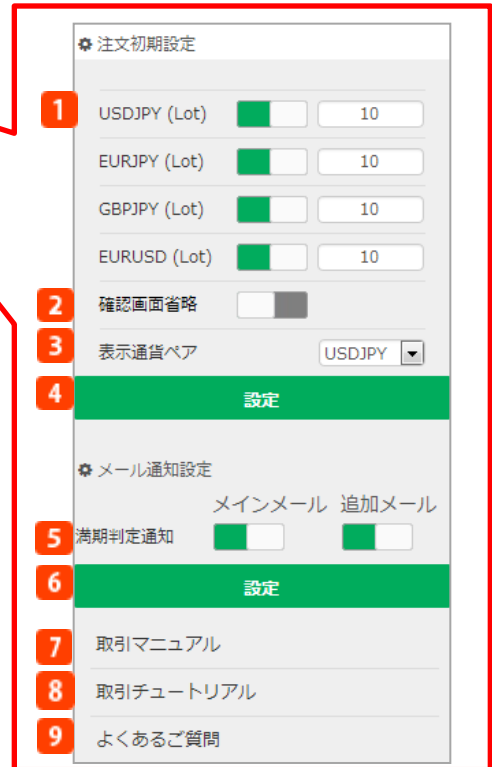 注文初期設定
1 USDJPY (Lot) 10
EURJPY (Lot) 10
GBPJPY (Lot) 10
EURUSD (Lot) 10
2 確認画面省略
3 表示通貨ペア USDJPY
4 設定
メール通知設定
メインメール 追加メール
5 満期判定通知
6 設定
7 取引マニュアル
8 取引チュートリアル
9 よくあるご質問